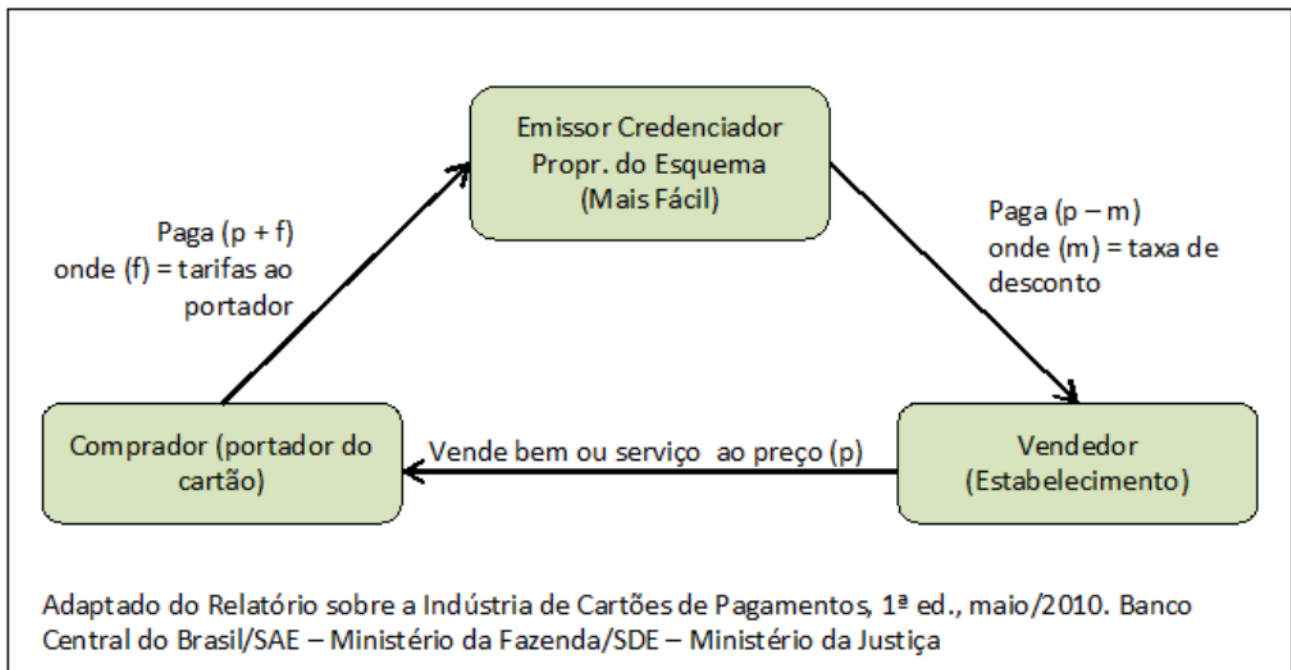 Emissor Credenciador
Propr. do Esquema
(Mais Fácil)
Paga (p + f)
onde (f) = tarifas ao
portador
Paga (p – m)
onde (m) = taxa de
desconto
Comprador (portador do
cartão)
Vende bem ou serviço ao preço (p)
Vendedor
(Estabelecimento)
Adaptado do Relatório sobre a Indústria de Cartões de Pagamentos, 1ª ed., maio/2010. Banco
Central do Brasil/SAE – Ministério da Fazenda/SDE – Ministério da Justiça